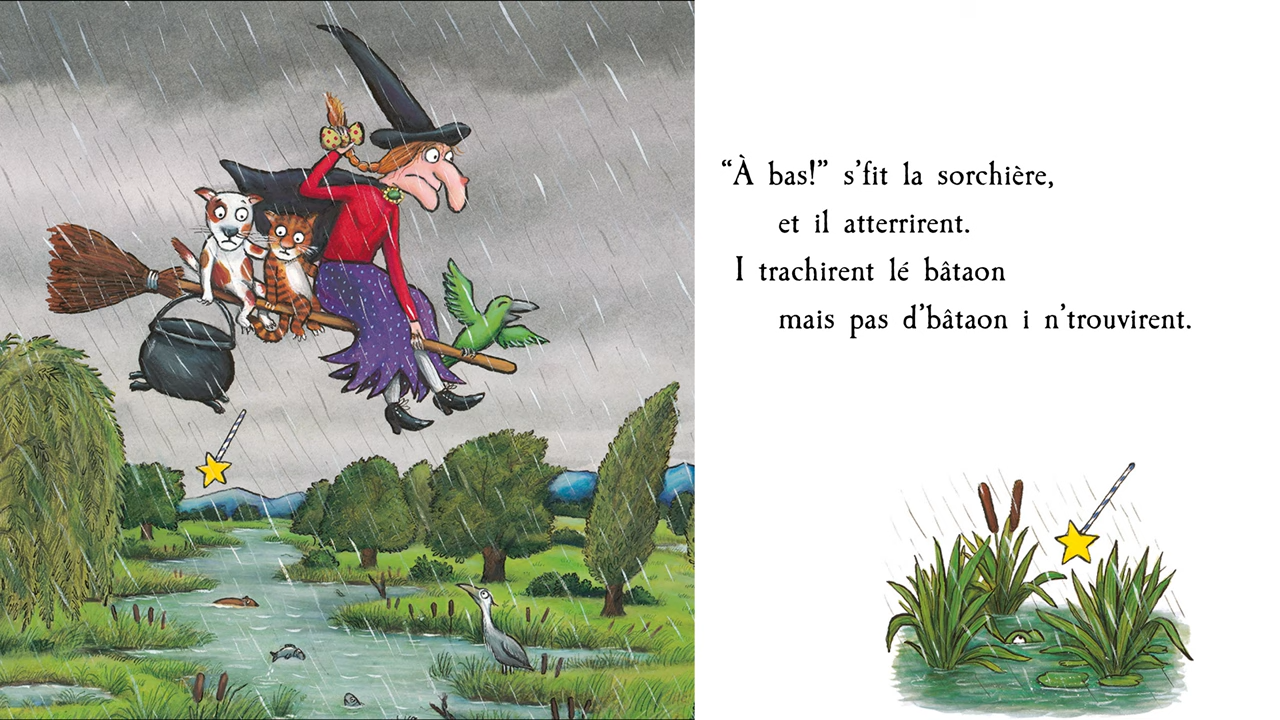 “À bas!” s’fit la sorchière,
et il atterrirent.
I trachirent lé bâtaon
mais pas d’bâtaon i n’trouvirent.